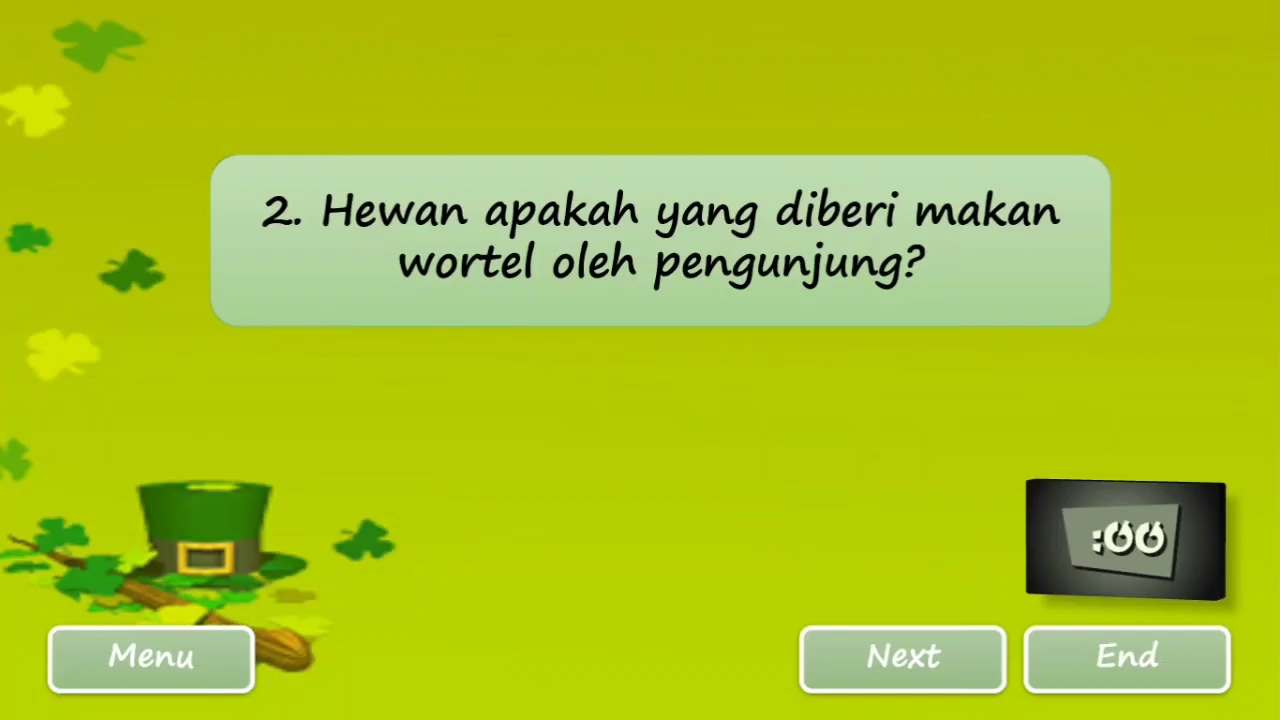 2. Hewan apakah yang diberi makan
wortel oleh pengunjung?
:00
Menu
Next
End